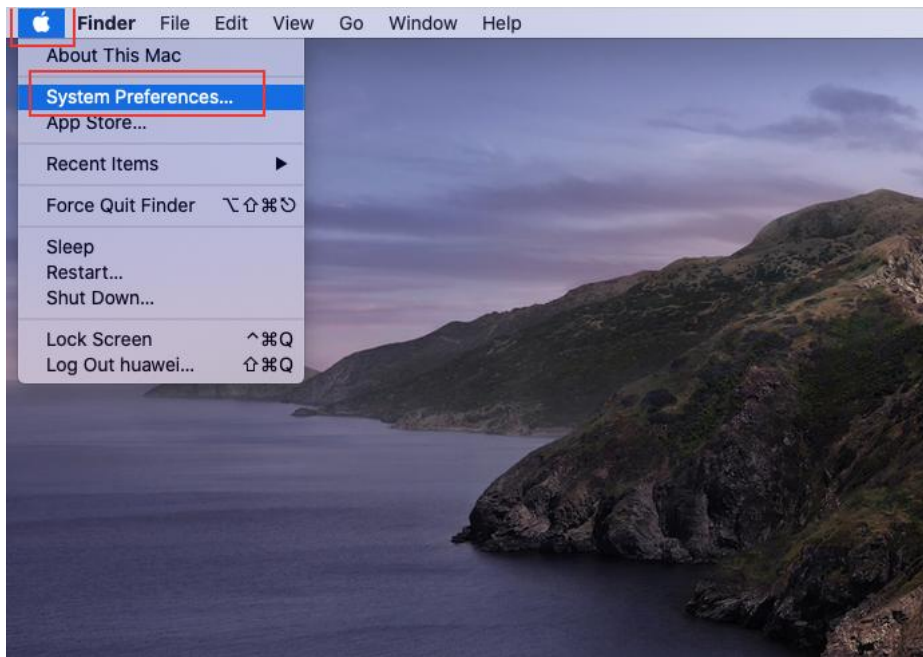 Finder File Edit View Go Window Help
About This Mac
System Preferences...
App Store...
Recent Items ▶
Force Quit Finder ⌥⇧⌘⎋
Sleep
Restart...
Shut Down...
Lock Screen ^⌘Q
Log Out huawei... ⇧⌘Q